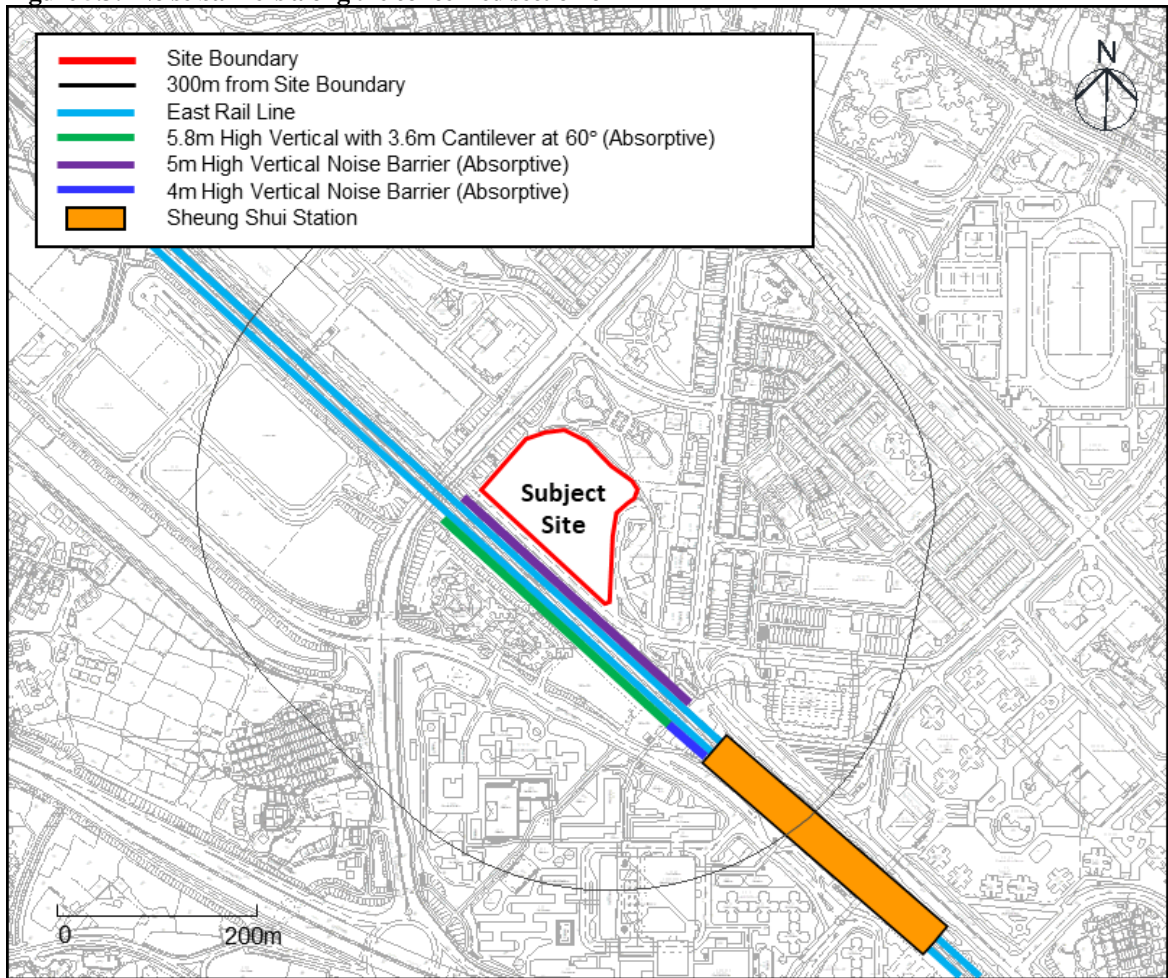 Site Boundary
300m from Site Boundary
East Rail Line
5.8m High Vertical with 3.6m Cantilever at 60° (Absorptive)
5m High Vertical Noise Barrier (Absorptive)
4m High Vertical Noise Barrier (Absorptive)
Sheung Shui Station
N
Subject
Site
0
200m